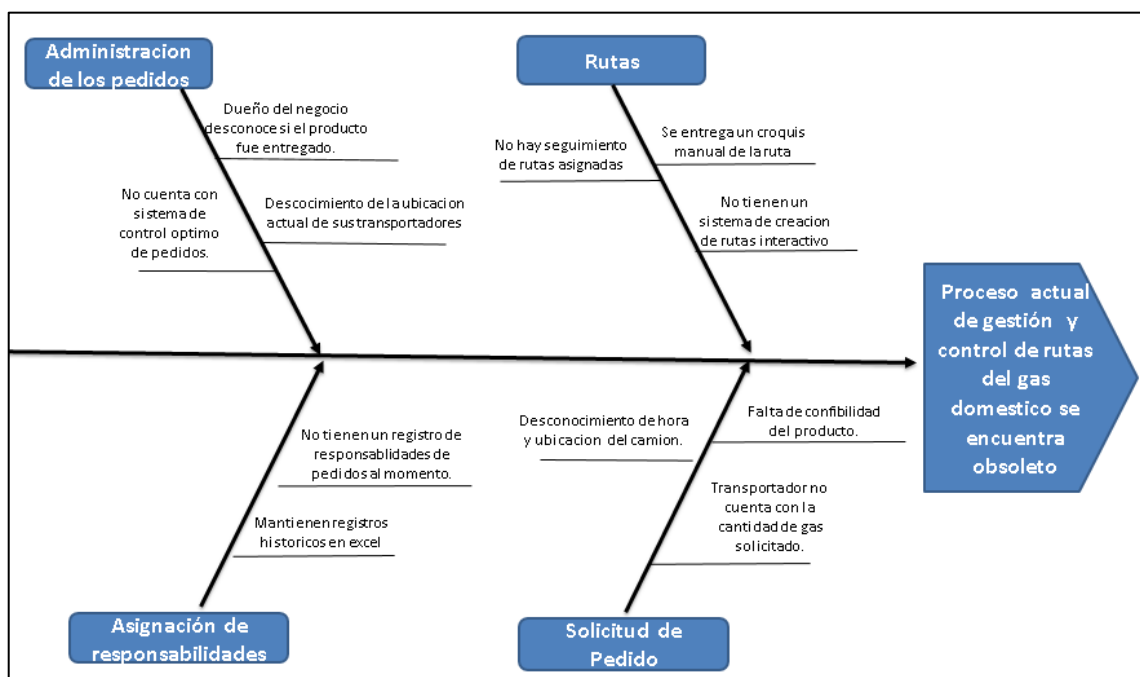 Administracion
de los pedidos
Dueño del negocio
desconoce si el producto
fue entregado.
No cuenta con
sistema de
control optimo
de pedidos.
Descocimiento de la ubicacion
actual de sus transportadores
Rutas
No hay seguimiento
de rutas asignadas
Se entrega un croquis
manual de la ruta
No tienen un
sistema de creacion
de rutas interactivo
Proceso actual
de gestión y
control de rutas
del gas
domestico se
encuentra
obsoleto
No tienen un registro de
responsablidades de
pedidos al momento.
Mantienen registros
historicos en excel
Asignación de
responsabilidades
Desconocimiento de hora
y ubicacion del camion.
Falta de confibilidad
del producto.
Transportador no
cuenta con la
cantidad de gas
solicitado.
Solicitud de
Pedido